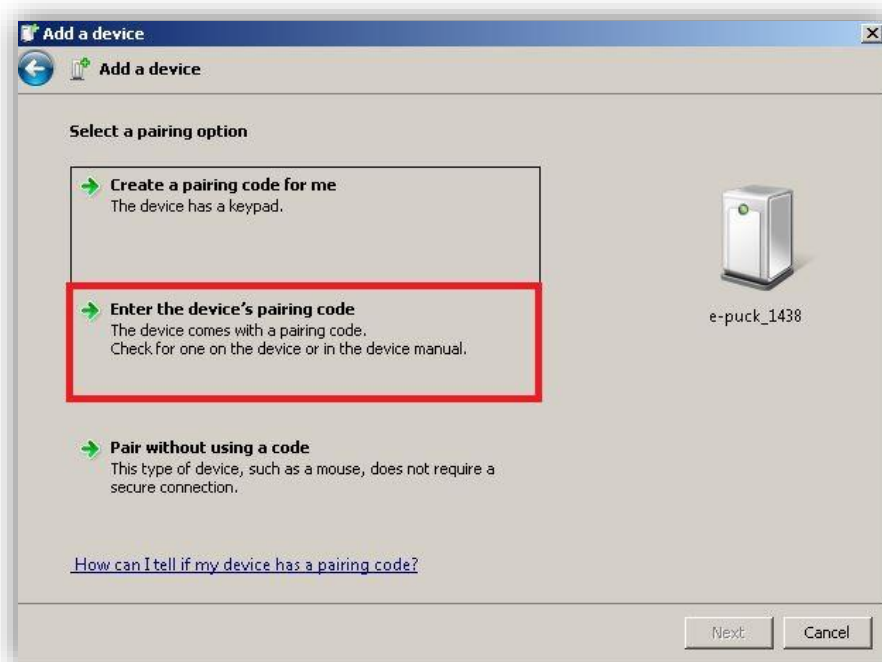 Add a device
Add a device
Select a pairing option
Create a pairing code for me
The device has a keypad.
Enter the device's pairing code
The device comes with a pairing code.
Check for one on the device or in the device manual.
e-puck_1438
Pair without using a code
This type of device, such as a mouse, does not require a
secure connection.
How can I tell if my device has a pairing code?
Next
Cancel